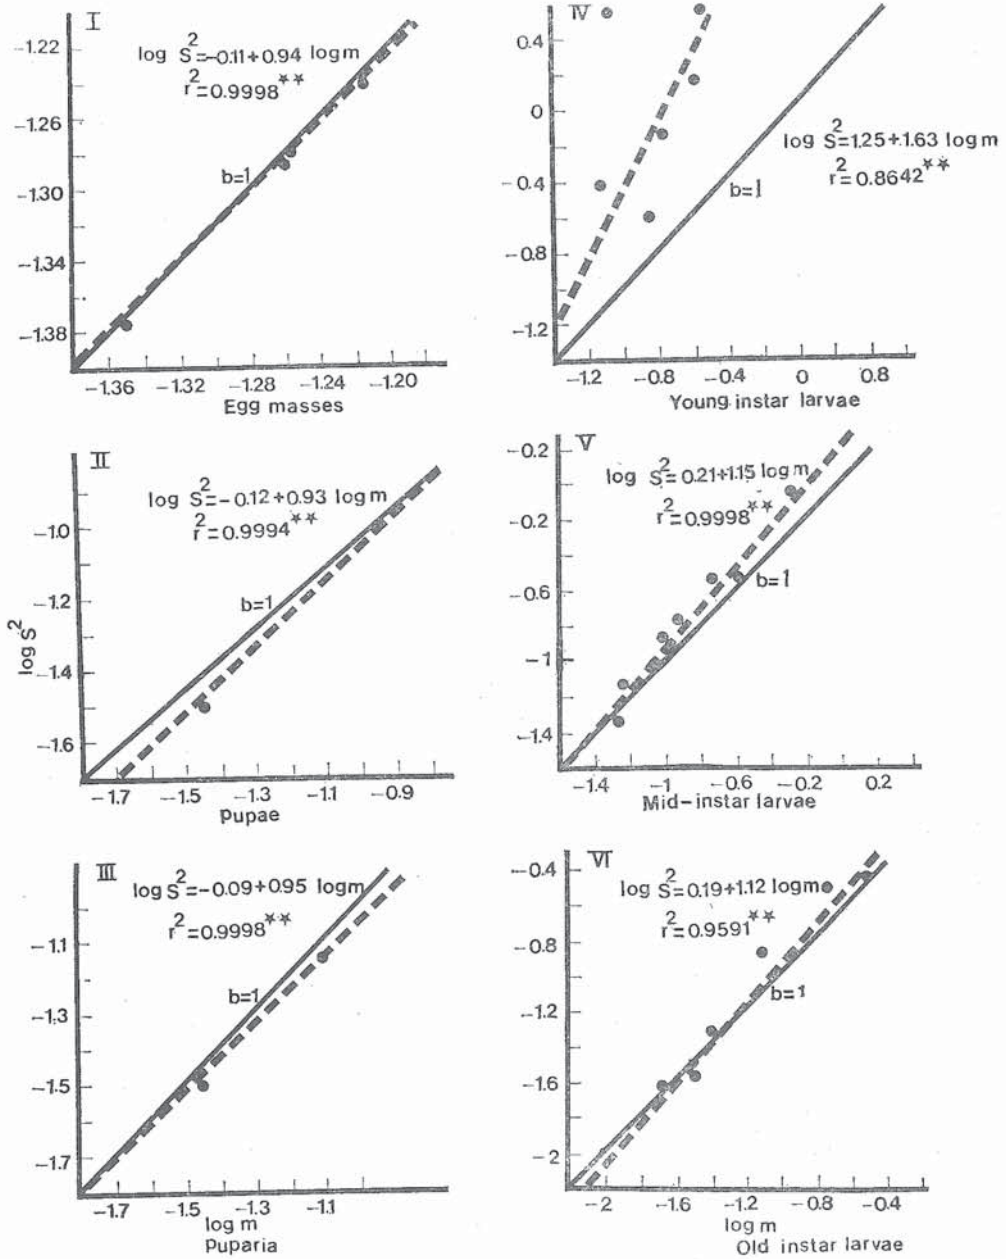 I
log S²=-0.11+0.94 log m
r²=0.9998**
b=1
-1.22
-1.26
-1.30
-1.34
-1.38
-1.36 -1.32 -1.28 -1.24 -1.20
Egg masses
IV
log S²=1.25+1.63 log m
r²=0.8642**
b=1
0.4
0
-0.4
-0.8
-1.2
-1.2 -0.8 -0.4 0 0.8
Young instar larvae
II
log S²=-0.12+0.93 log m
r²=0.9994**
b=1
-1.0
-1.2
-1.4
-1.6
log S²
-1.7 -1.5 -1.3 -1.1 -0.9
pupae
V
log S²=0.21+1.15 log m
r²=0.9998**
b=1
-0.2
-0.2
-0.6
-1
-1.4
-1.4 -1 -0.6 -0.2 0.2
Mid-instar larvae
III
log S²=-0.09+0.95 log m
r²=0.9998**
b=1
-1.1
-1.3
-1.5
-1.7
-1.7 -1.5 -1.3 -1.1
log m
Puparia
VI
log S²=0.19+1.12 log m
r²=0.9591**
b=1
-0.4
-0.8
-1.2
-1.6
-2
-2 -1.6 -1.2 -0.8 -0.4
log m
Old instar larvae